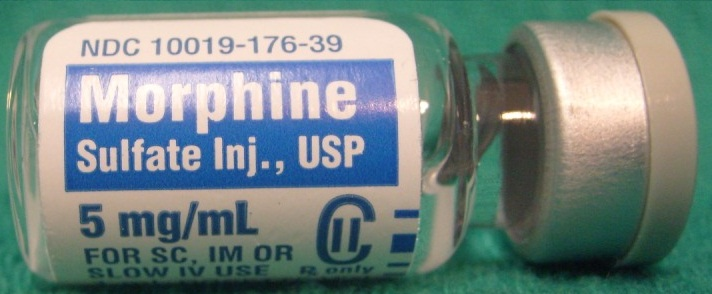 NDC 10019-176-39
Morphine
Sulfate Inj., USP
5 mg/mL
CII
FOR SC, IM OR
SLOW IV USE
Rx only